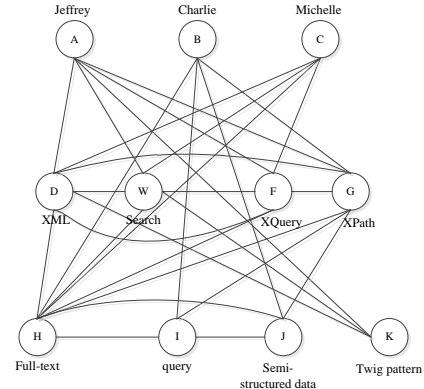 Jeffrey Charlie Michelle
A B C
D W F G
XML Search XQuery XPath
H I J K
Full-text query Semi-structured data Twig pattern